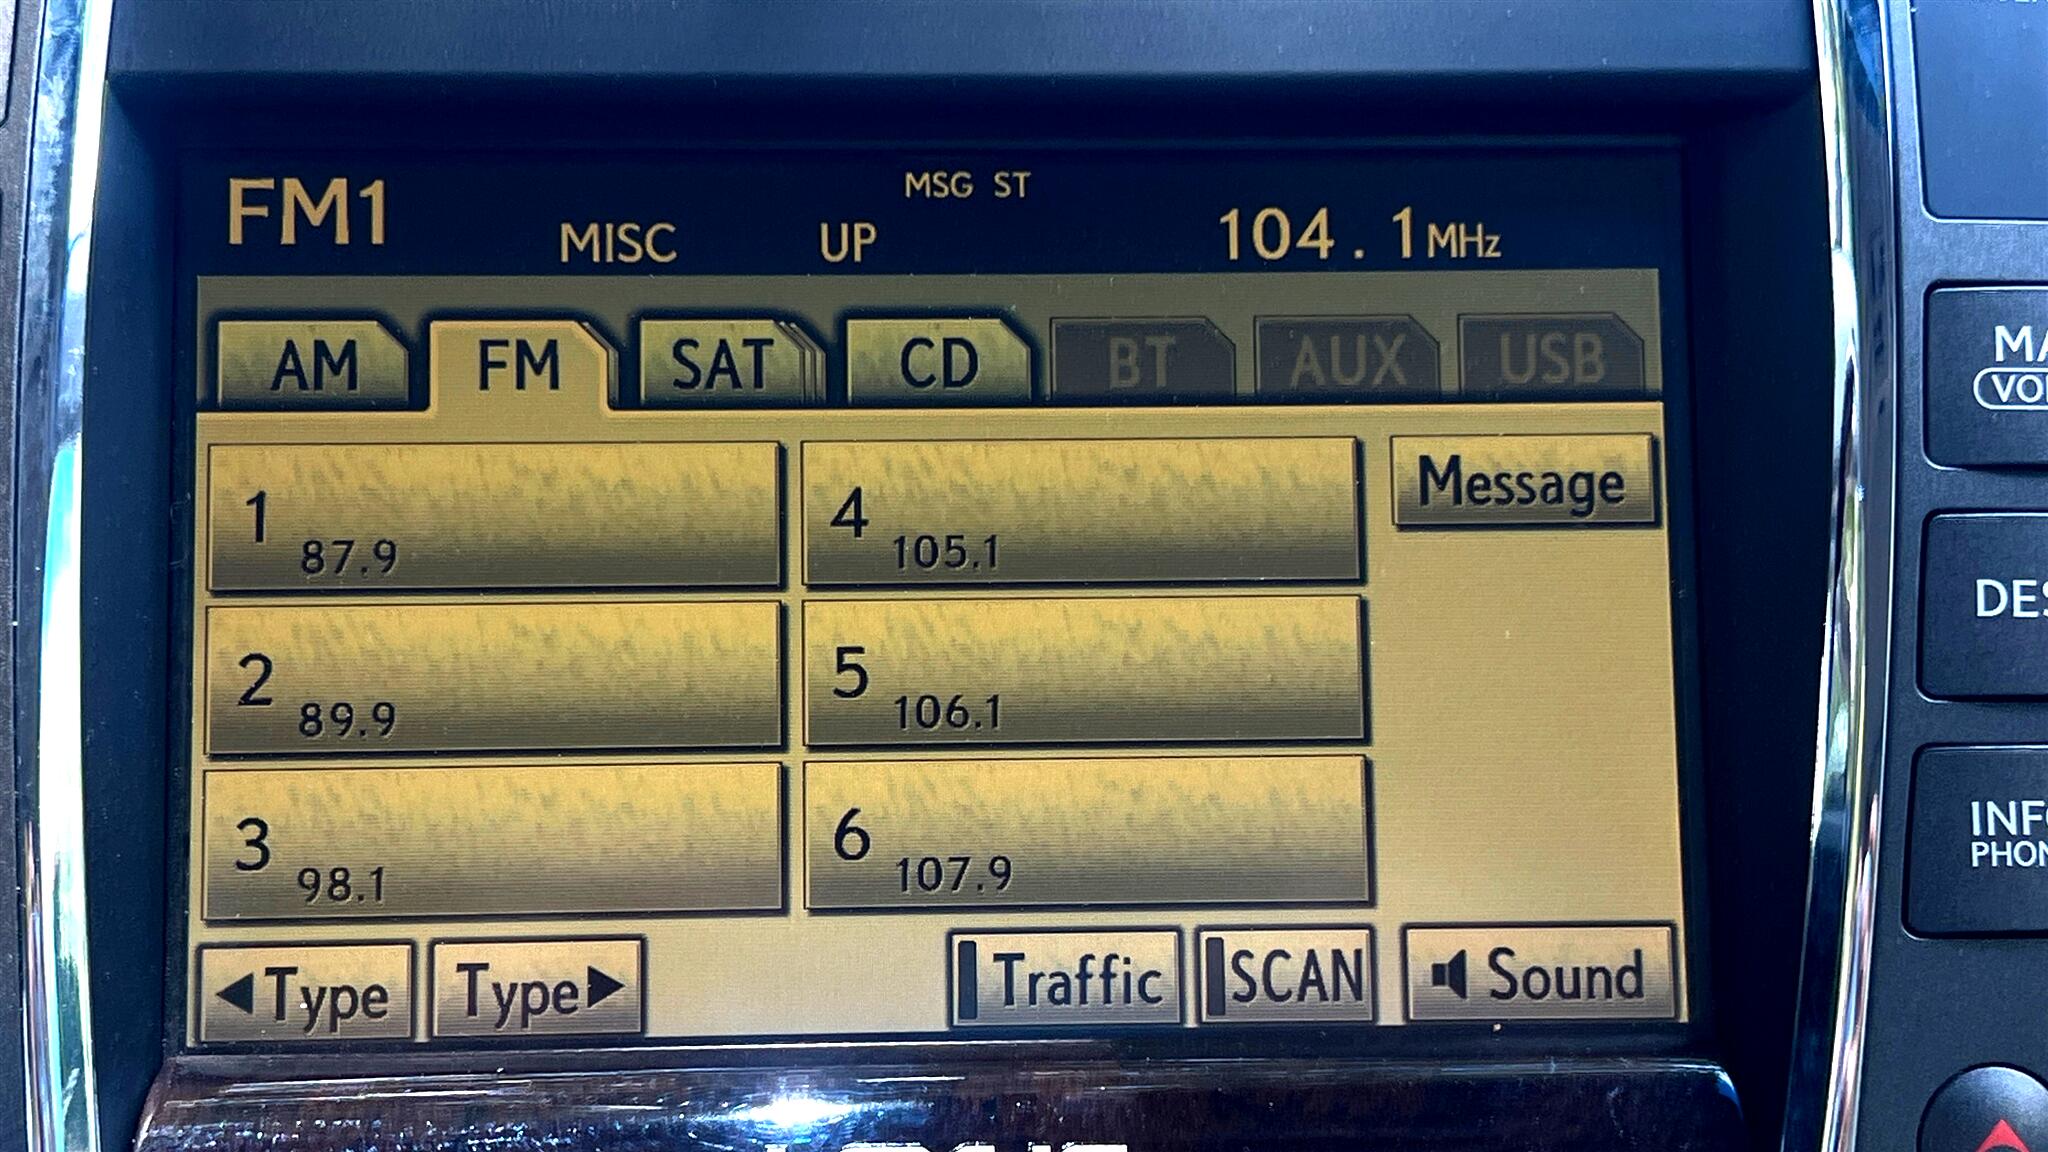 MSG ST
FM1 MISC UP 104.1MHz
AM FM SAT CD BT AUX USB
1 87.9
4 105.1
Message
2 89.9
5 106.1
3 98.1
6 107.9
◀Type Type▶ Traffic SCAN Sound